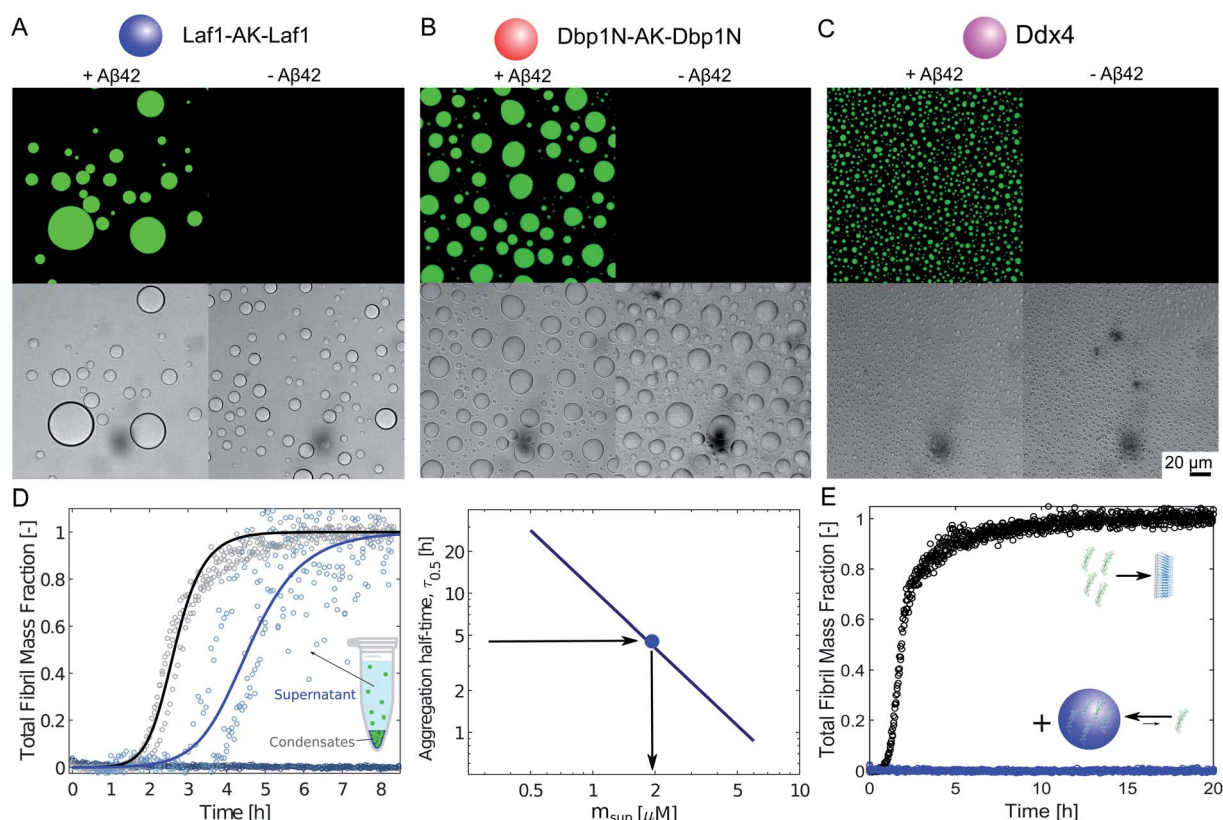 A
Laf1-AK-Laf1
+ Aβ42
- Aβ42
B
Dbp1N-AK-Dbp1N
+ Aβ42
- Aβ42
C
Ddx4
+ Aβ42
- Aβ42
20 µm
D
Total Fibril Mass Fraction [-]
1
0.8
0.6
0.4
0.2
0
0 1 2 3 4 5 6 7 8
Time [h]
Supernatant
Condensates
Aggregation half-time, τ0.5 [h]
20
10
5
2
1
0.5 1 2 5 10
msup [µM]
E
Total Fibril Mass Fraction [-]
1
0.8
0.6
0.4
0.2
0
0 5 10 15 20
Time [h]
+